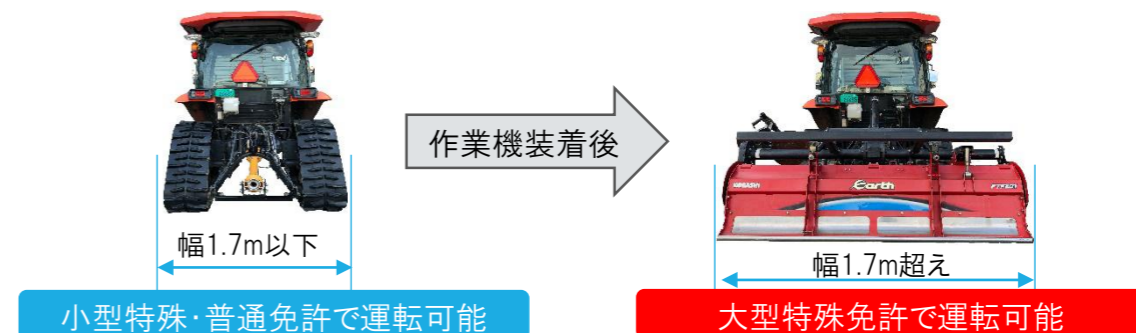 作業機装着後
Earth
幅1.7m以下
幅1.7m超え
小型特殊・普通免許で運転可能
大型特殊免許で運転可能